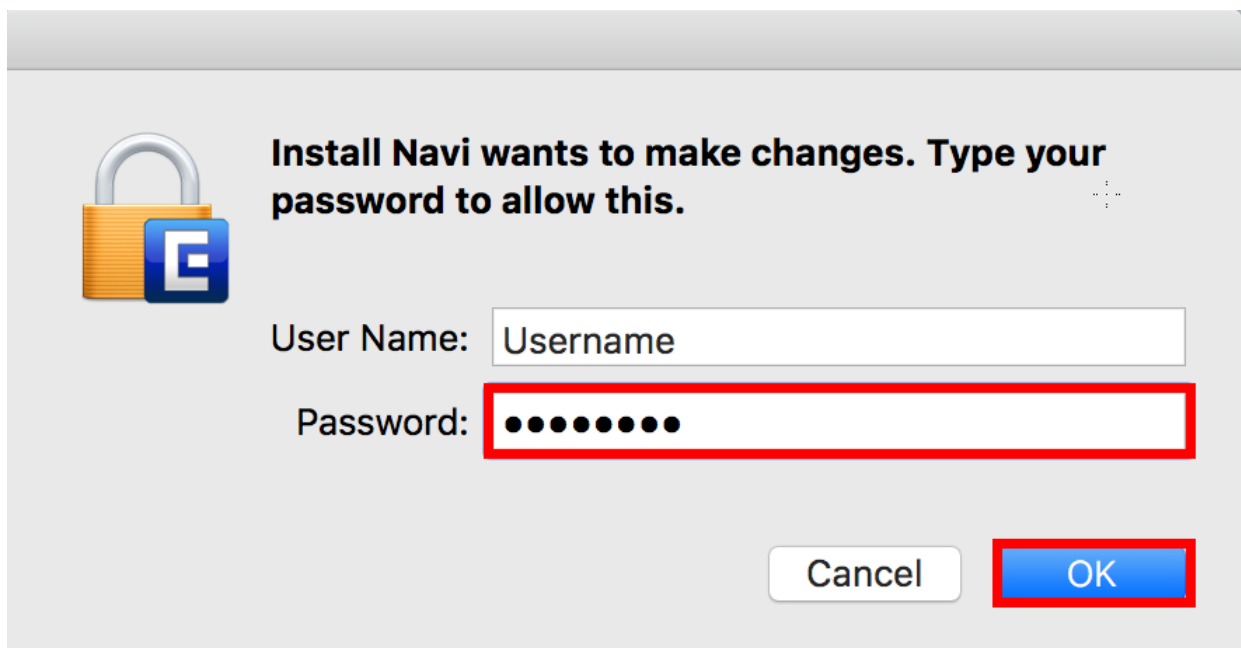 Install Navi wants to make changes. Type your
password to allow this.
User Name: Username
Password: ●●●●●●●●
Cancel OK